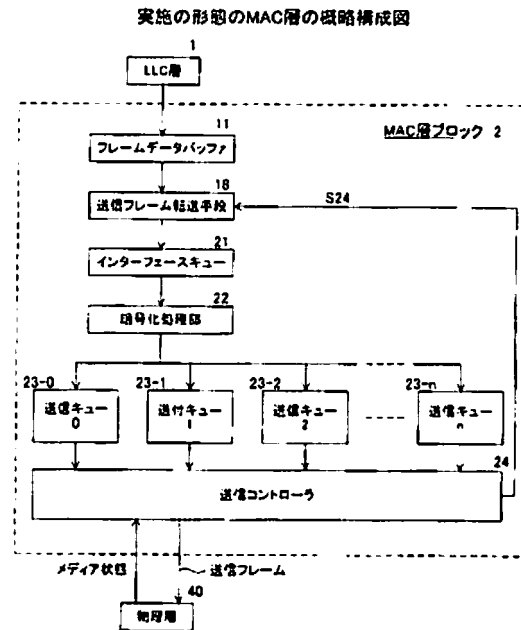 実施の形態のMAC層の概略構成図
1
LLC層
MAC層ブロック 2
11
フレームデータバッファ
18
送信フレーム転送手段
S24
21
インターフェースキュー
22
暗号化処理部
23-0
送信キュー
0
23-1
送付キュー
1
23-2
送信キュー
2
23-n
送信キュー
n
24
送信コントローラ
メディア状態
送信フレーム
40